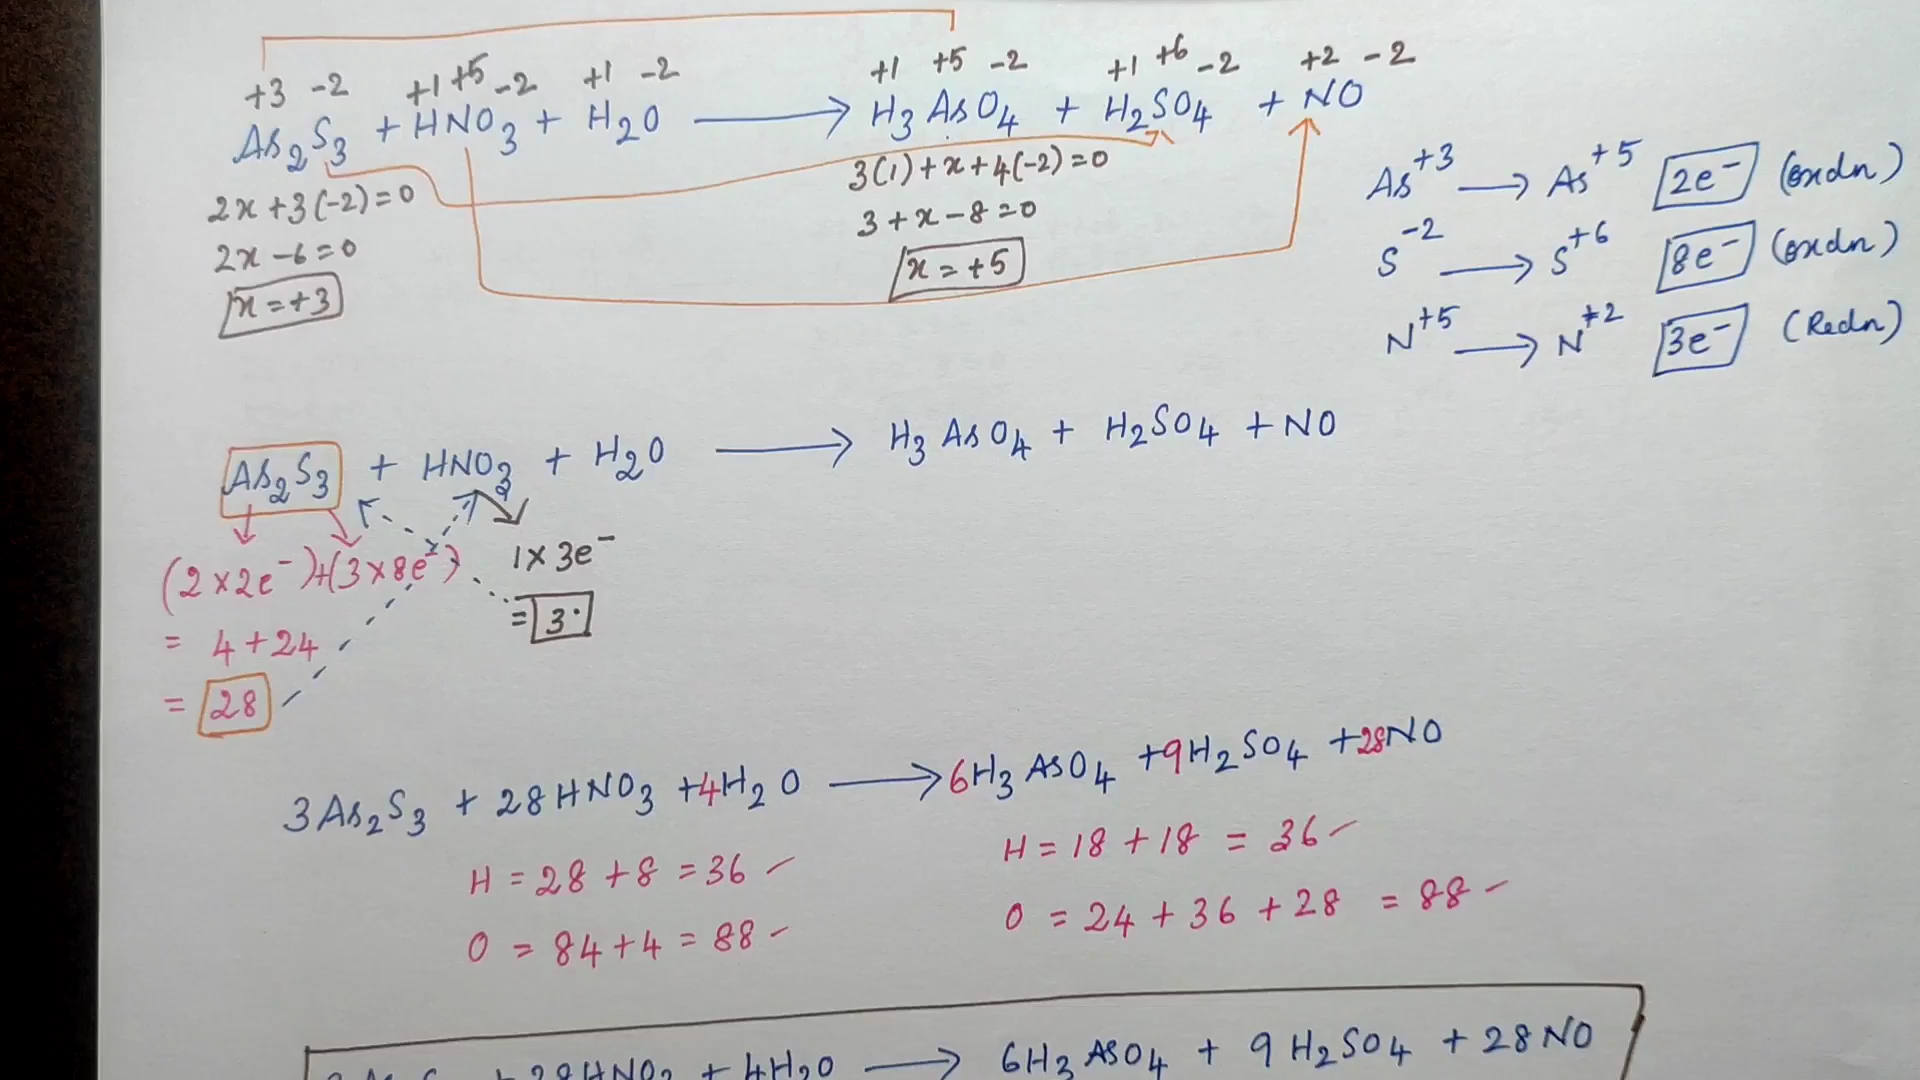 +3 -2 +1 +5 -2 +1 -2 +1 +5 -2 +1 +6 -2 +2 -2
As2S3 + HNO3 + H2O ⟶ H3AsO4 + H2SO4 + NO
2x+3(-2)=0
2x-6=0
x=+3
3(1)+x+4(-2)=0
3+x-8=0
x=+5
As+3 ⟶ As+5 2e- (oxdn)
S-2 ⟶ S+6 8e- (oxdn)
N+5 ⟶ N+2 3e- (Redn)
As2S3 + HNO3 + H2O ⟶ H3AsO4 + H2SO4 + NO
(2×2e-)+(3×8e-) 1×3e-
= 4+24 = 3
= 28
3As2S3 + 28HNO3 + 4H2O ⟶ 6H3AsO4 + 9H2SO4 + 28NO
H = 28+8 = 36 H = 18+18 = 36
O = 84+4 = 88 O = 24+36+28 = 88
+ 28HNO3 + 4H2O ⟶ 6H3AsO4 + 9H2SO4 + 28NO